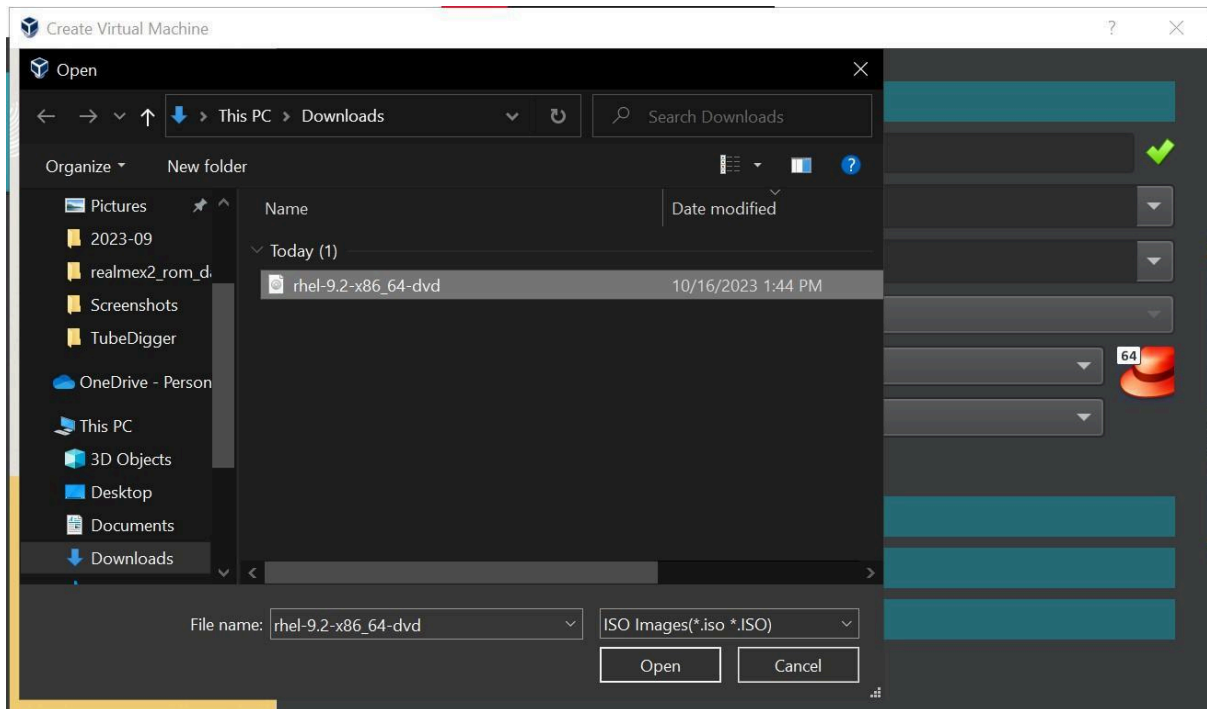 Create Virtual Machine ?
Open
This PC > Downloads
Search Downloads
Organize New folder ?
Pictures
2023-09
realmex2_rom_d
Screenshots
TubeDigger
OneDrive - Person
This PC
3D Objects
Desktop
Documents
Downloads
Name Date modified
Today (1)
rhel-9.2-x86_64-dvd 10/16/2023 1:44 PM
64
File name: rhel-9.2-x86_64-dvd ISO Images(*.iso *.ISO)
Open Cancel